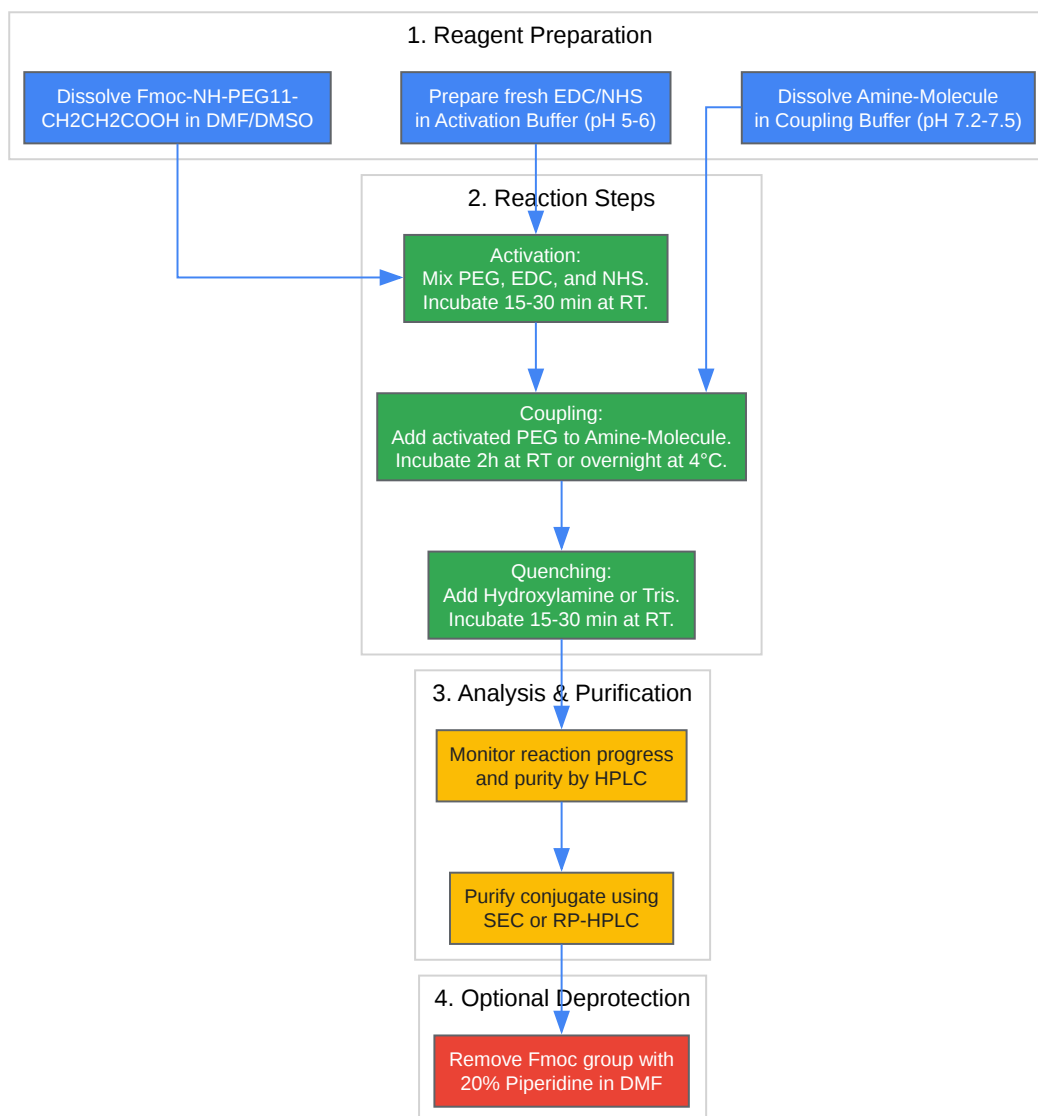 1. Reagent Preparation
Dissolve Fmoc-NH-PEG11-
CH2CH2COOH in DMF/DMSO
Prepare fresh EDC/NHS
in Activation Buffer (pH 5-6)
Dissolve Amine-Molecule
in Coupling Buffer (pH 7.2-7.5)
2. Reaction Steps
Activation:
Mix PEG, EDC, and NHS.
Incubate 15-30 min at RT.
Coupling:
Add activated PEG to Amine-Molecule.
Incubate 2h at RT or overnight at 4°C.
Quenching:
Add Hydroxylamine or Tris.
Incubate 15-30 min at RT.
3. Analysis & Purification
Monitor reaction progress
and purity by HPLC
Purify conjugate using
SEC or RP-HPLC
4. Optional Deprotection
Remove Fmoc group with
20% Piperidine in DMF